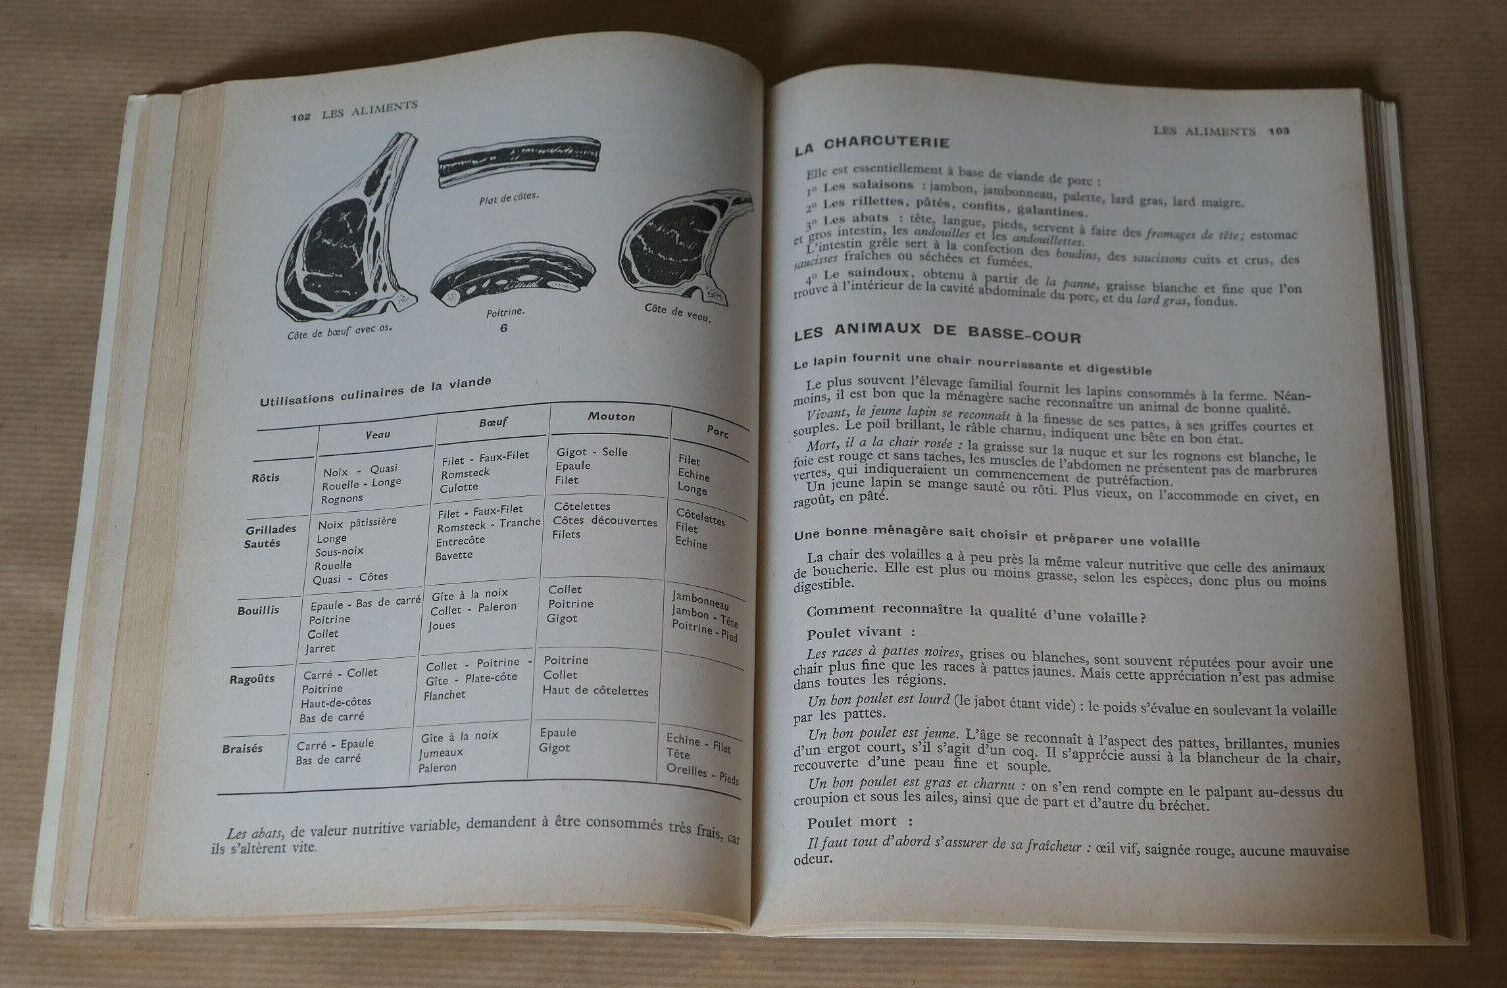 102 LES ALIMENTS
Plat de côtes.
Côte de bœuf avec os.
Poitrine.
6
Côte de veau.
Utilisations culinaires de la viande
Veau Bœuf Mouton Porc
Rôtis
Noix - Quasi
Rouelle - Longe
Rognons
Filet - Faux-Filet
Romsteck
Culotte
Gigot - Selle
Epaule
Filet
Filet
Echine
Longe
Grillades
Sautés
Noix pâtissière
Longe
Sous-noix
Rouelle
Quasi - Côtes
Filet - Faux-Filet
Romsteck - Tranche
Entrecôte
Bavette
Côtelettes
Côtes découvertes
Filets
Côtelettes
Filet
Echine
Bouillis
Epaule - Bas de carré
Poitrine
Collet
Jarret
Gîte à la noix
Collet - Paleron
Joues
Collet
Poitrine
Gigot
Jambonneau
Jambon - Tête
Poitrine - Pied
Ragoûts
Carré - Collet
Poitrine
Haut-de-côtes
Bas de carré
Collet - Poitrine -
Gîte - Plate-côte
Flanchet
Poitrine
Collet
Haut de côtelettes
Braisés
Carré - Epaule
Bas de carré
Gîte à la noix
Jumeaux
Paleron
Epaule
Gigot
Echine - Filet
Tête
Oreilles - Pieds
Les abats, de valeur nutritive variable, demandent à être consommés très frais, car
ils s'altèrent vite.
LES ALIMENTS 103
LA CHARCUTERIE
Elle est essentiellement à base de viande de porc :
1º Les salaisons : jambon, jambonneau, palette, lard gras, lard maigre.
2º Les rillettes, pâtés, confits, galantines.
3º Les abats : tête, langue, pieds, servent à faire des fromages de tête; estomac
et gros intestin, les andouilles et les andouillettes.
L'intestin grêle sert à la confection des boudins, des saucissons cuits et crus, des
saucisses fraîches ou séchées et fumées.
4º Le saindoux, obtenu à partir de la panne, graisse blanche et fine que l'on
trouve à l'intérieur de la cavité abdominale du porc, et du lard gras, fondus.
LES ANIMAUX DE BASSE-COUR
Le lapin fournit une chair nourrissante et digestible
Le plus souvent l'élevage familial fournit les lapins consommés à la ferme. Néan-
moins, il est bon que la ménagère sache reconnaître un animal de bonne qualité.
Vivant, le jeune lapin se reconnaît à la finesse de ses pattes, à ses griffes courtes et
souples. Le poil brillant, le râble charnu, indiquent une bête en bon état.
Mort, il a la chair rosée : la graisse sur la nuque et sur les rognons est blanche, le
foie est rouge et sans taches, les muscles de l'abdomen ne présentent pas de marbrures
vertes, qui indiqueraient un commencement de putréfaction.
Un jeune lapin se mange sauté ou rôti. Plus vieux, on l'accommode en civet, en
ragoût, en pâté.
Une bonne ménagère sait choisir et préparer une volaille
La chair des volailles a à peu près la même valeur nutritive que celle des animaux
de boucherie. Elle est plus ou moins grasse, selon les espèces, donc plus ou moins
digestible.
Comment reconnaître la qualité d'une volaille ?
Poulet vivant :
Les races à pattes noires, grises ou blanches, sont souvent réputées pour avoir une
chair plus fine que les races à pattes jaunes. Mais cette appréciation n'est pas admise
dans toutes les régions.
Un bon poulet est lourd (le jabot étant vide) : le poids s'évalue en soulevant la volaille
par les pattes.
Un bon poulet est jeune. L'âge se reconnaît à l'aspect des pattes, brillantes, munies
d'un ergot court, s'il s'agit d'un coq. Il s'apprécie aussi à la blancheur de la chair,
recouverte d'une peau fine et souple.
Un bon poulet est gras et charnu : on s'en rend compte en le palpant au-dessus du
croupion et sous les ailes, ainsi que de part et d'autre du bréchet.
Poulet mort :
Il faut tout d'abord s'assurer de sa fraîcheur : œil vif, saignée rouge, aucune mauvaise
odeur.